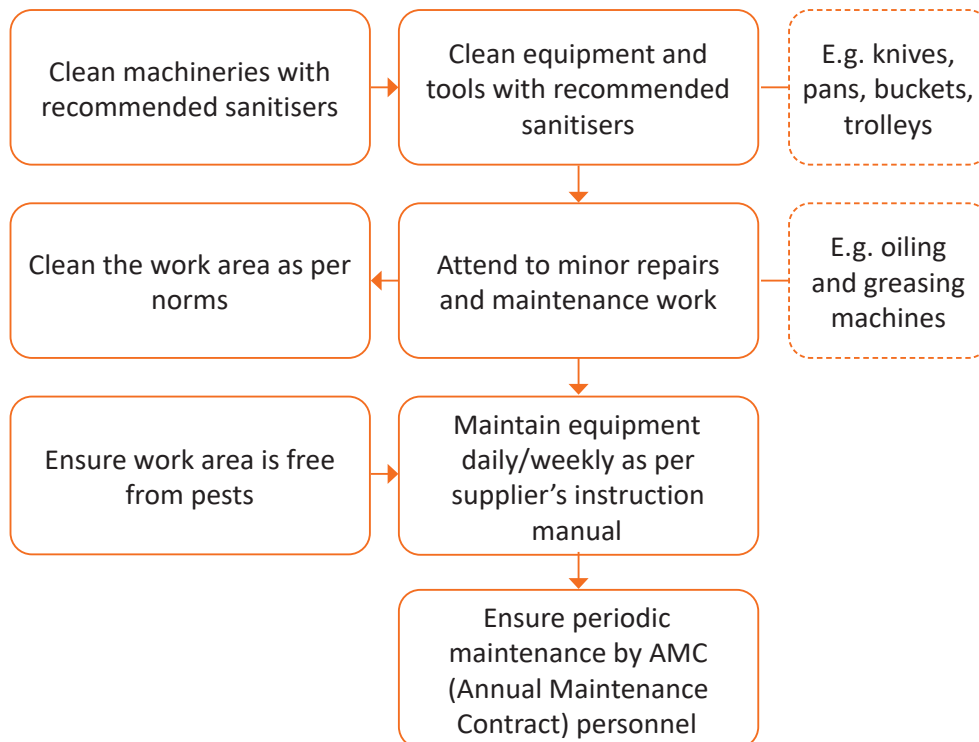 Clean machineries with
recommended sanitisers
Clean equipment and
tools with recommended
sanitisers
E.g. knives,
pans, buckets,
trolleys
Clean the work area as per
norms
Attend to minor repairs
and maintenance work
E.g. oiling
and greasing
machines
Ensure work area is free
from pests
Maintain equipment
daily/weekly as per
supplier’s instruction
manual
Ensure periodic
maintenance by AMC
(Annual Maintenance
Contract) personnel